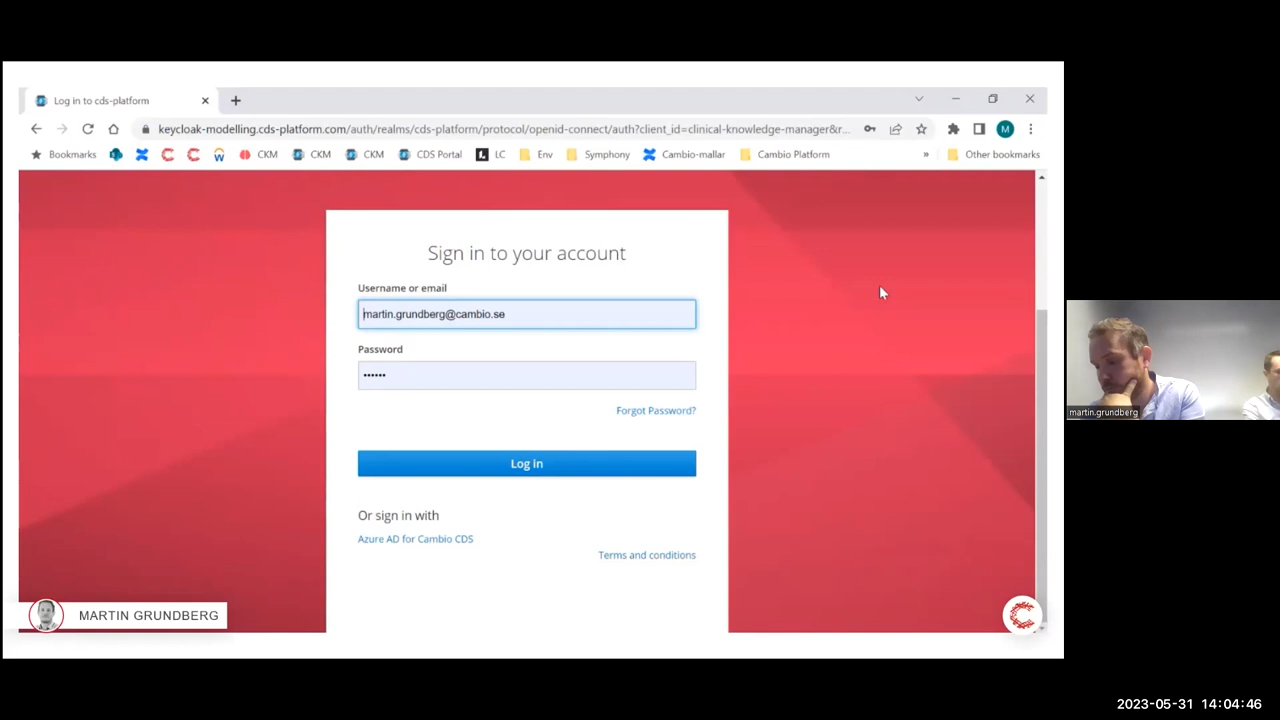 Log in to cds-platform
keycloak-modelling.cds-platform.com/auth/realms/cds-platform/protocol/openid-connect/auth?client_id=clinical-knowledge-manager&r...
M
Bookmarks CKM CKM CKM CDS Portal LC Env Symphony Cambio-mallar Cambio Platform » Other bookmarks
Sign in to your account
Username or email
martin.grundberg@cambio.se
Password
••••••
Forgot Password?
Log in
Or sign in with
Azure AD for Cambio CDS
Terms and conditions
MARTIN GRUNDBERG
martin.grundberg
2023-05-31 14:04:46